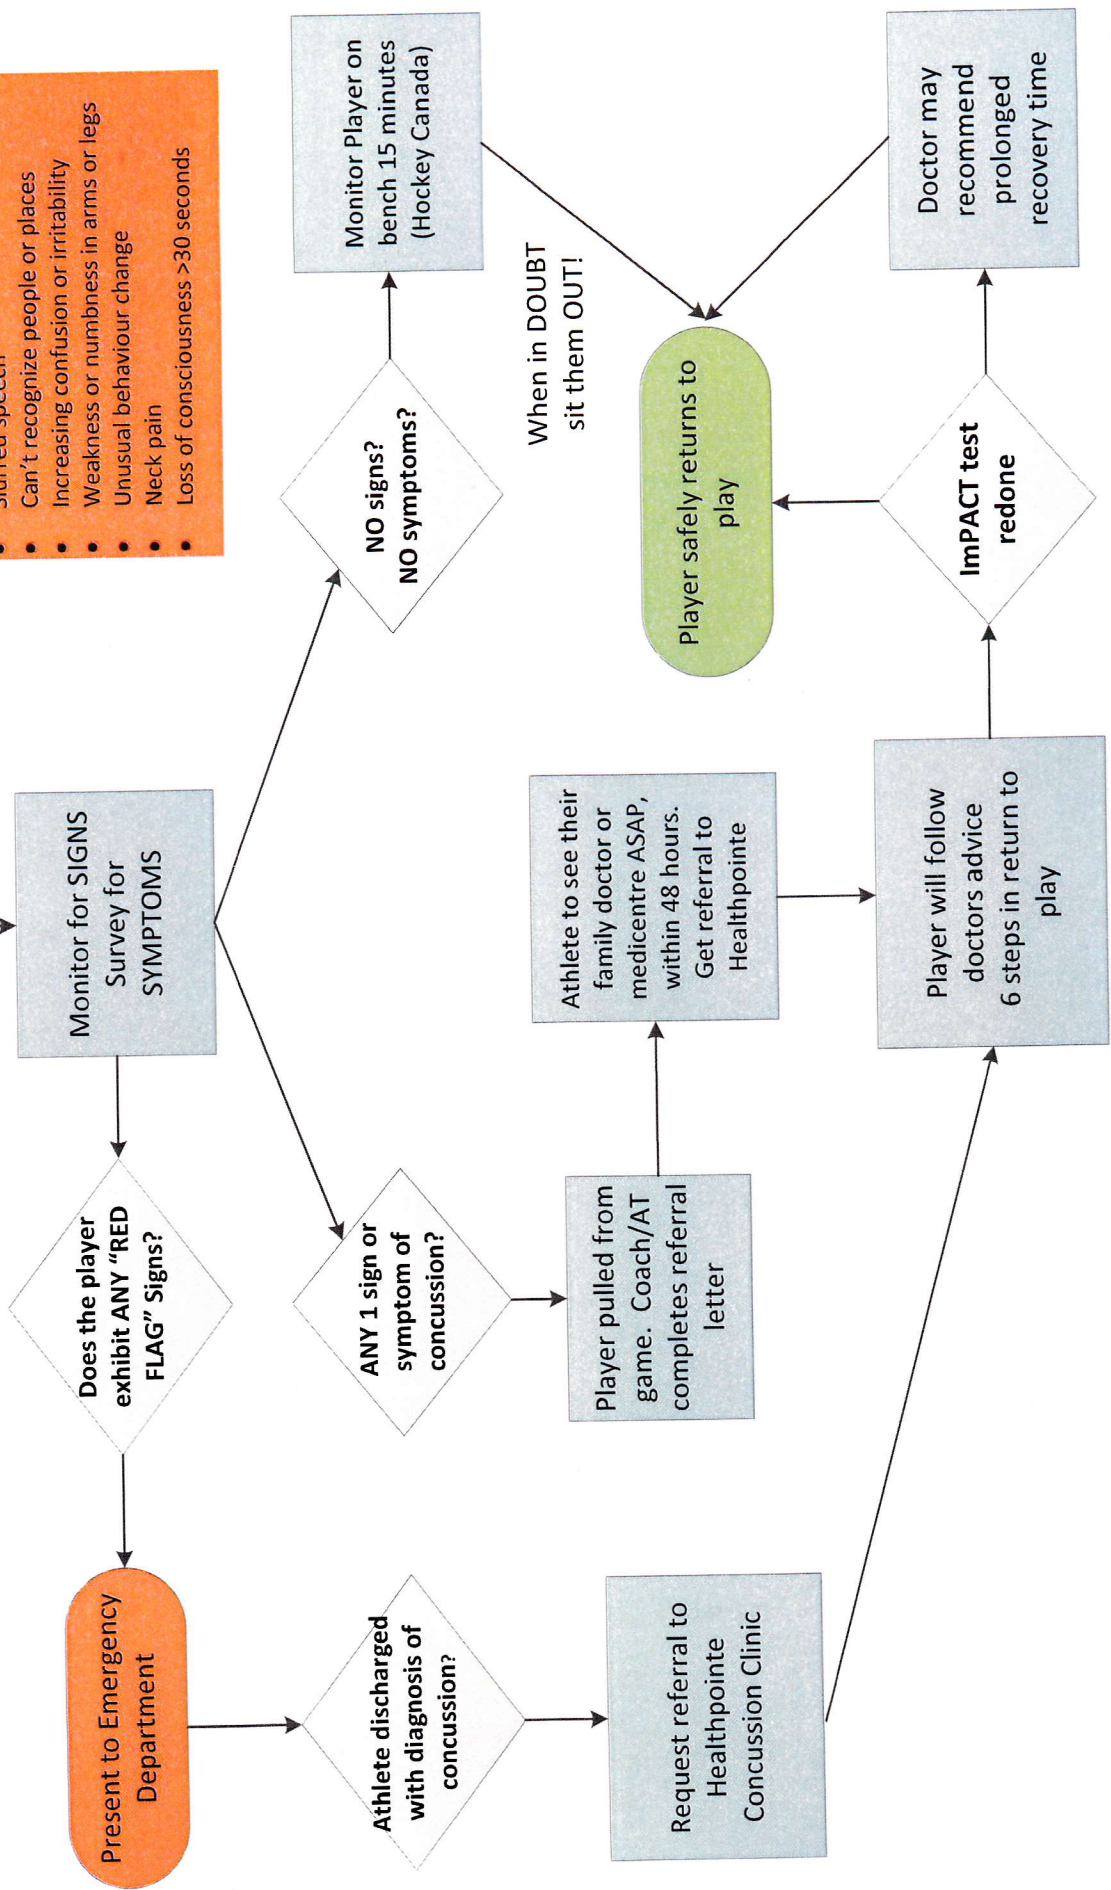 • Slurred speech
• Can't recognize people or places
• Increasing confusion or irritability
• Weakness or numbness in arms or legs
• Unusual behaviour change
• Neck pain
• Loss of consciousness >30 seconds
Monitor for SIGNS
Survey for
SYMPTOMS
Does the player
exhibit ANY “RED
FLAG” Signs?
Present to Emergency
Department
Athlete discharged
with diagnosis of
concussion?
ANY 1 sign or
symptom of
concussion?
NO signs?
NO symptoms?
Monitor Player on
bench 15 minutes
(Hockey Canada)
When in DOUBT
sit them OUT!
Request referral to
Healthpointe
Concussion Clinic
Player pulled from
game. Coach/AT
completes referral
letter
Athlete to see their
family doctor or
medicentre ASAP,
within 48 hours.
Get referral to
Healthpointe
Player safely returns to
play
Player will follow
doctors advice
6 steps in return to
play
ImPACT test
redone
Doctor may
recommend
prolonged
recovery time